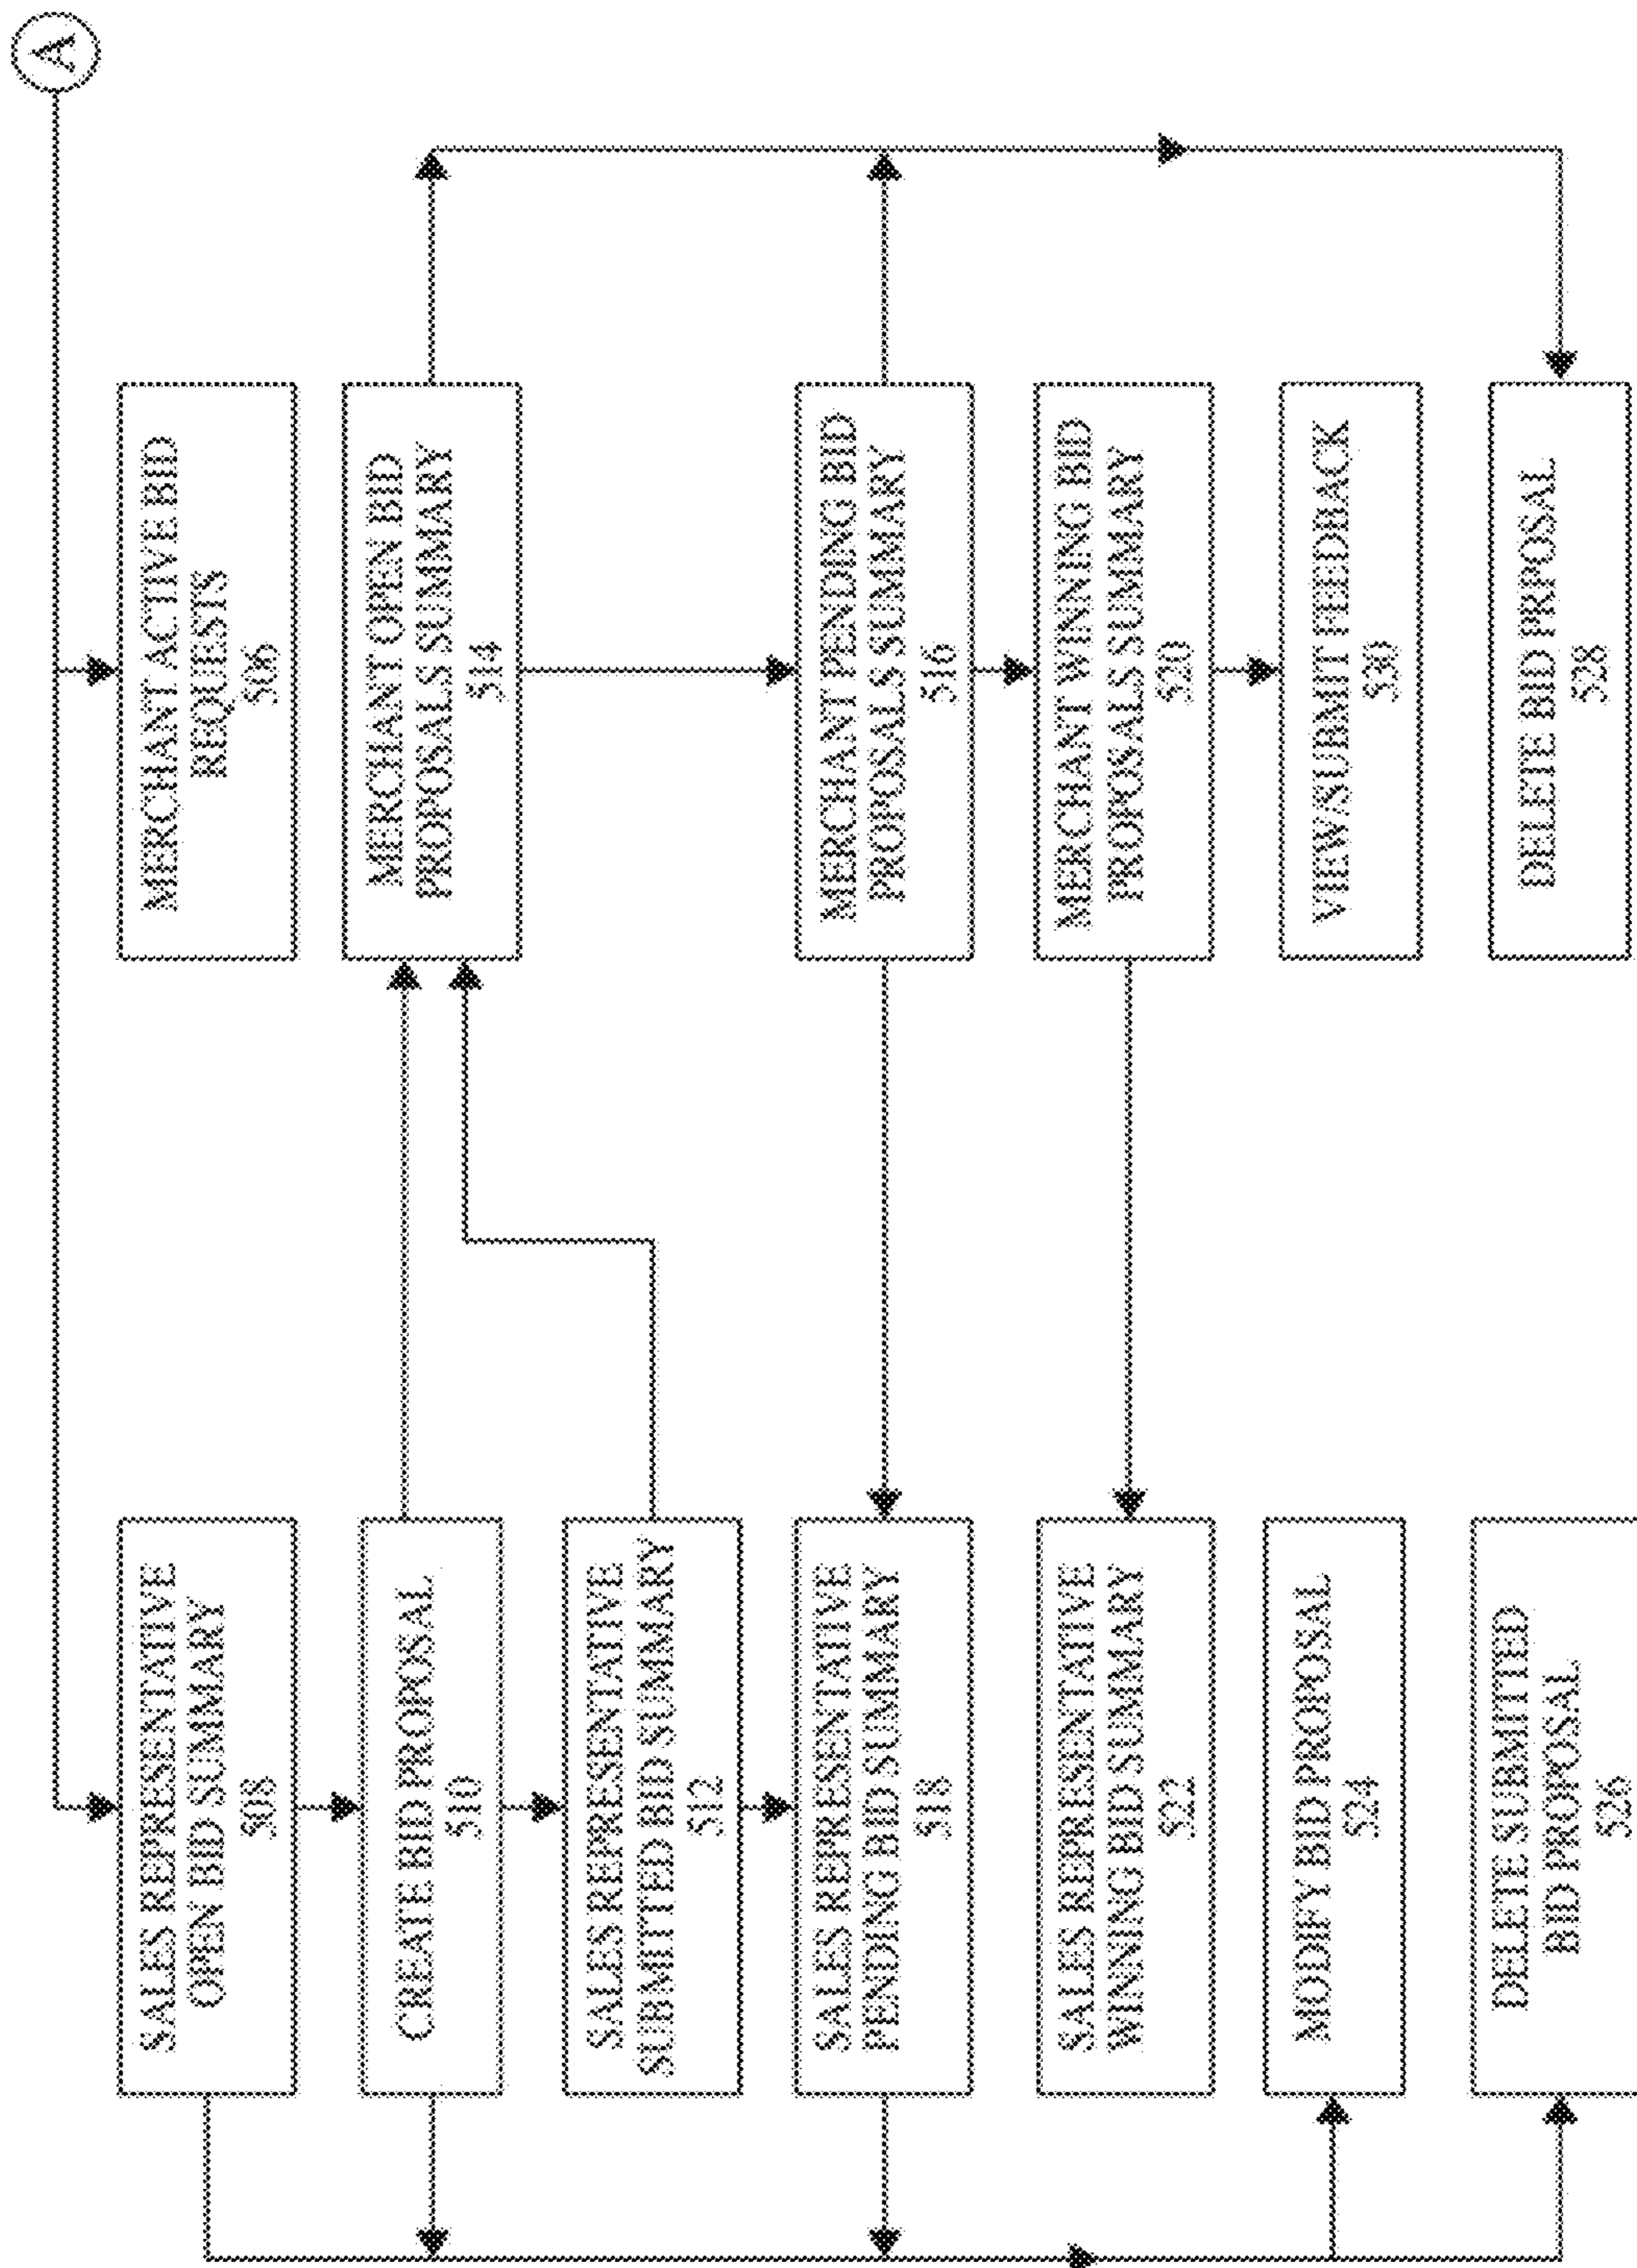 A
SALES REPRESENTATIVE
OPEN BID SUMMARY
508
CREATE BID PROPOSAL
510
SALES REPRESENTATIVE
SUBMITTED BID SUMMARY
512
SALES REPRESENTATIVE
PENDING BID SUMMARY
518
SALES REPRESENTATIVE
WINNING BID SUMMARY
522
MODIFY BID PROPOSAL
524
DELETE SUBMITTED
BID PROPOSAL
526
MERCHANT ACTIVE BID
REQUESTS
506
MERCHANT OPEN BID
PROPOSALS SUMMARY
514
MERCHANT PENDING BID
PROPOSALS SUMMARY
516
MERCHANT WINNING BID
PROPOSALS SUMMARY
520
VIEW/SUBMIT FEEDBACK
530
DELETE BID PRPOSAL
528